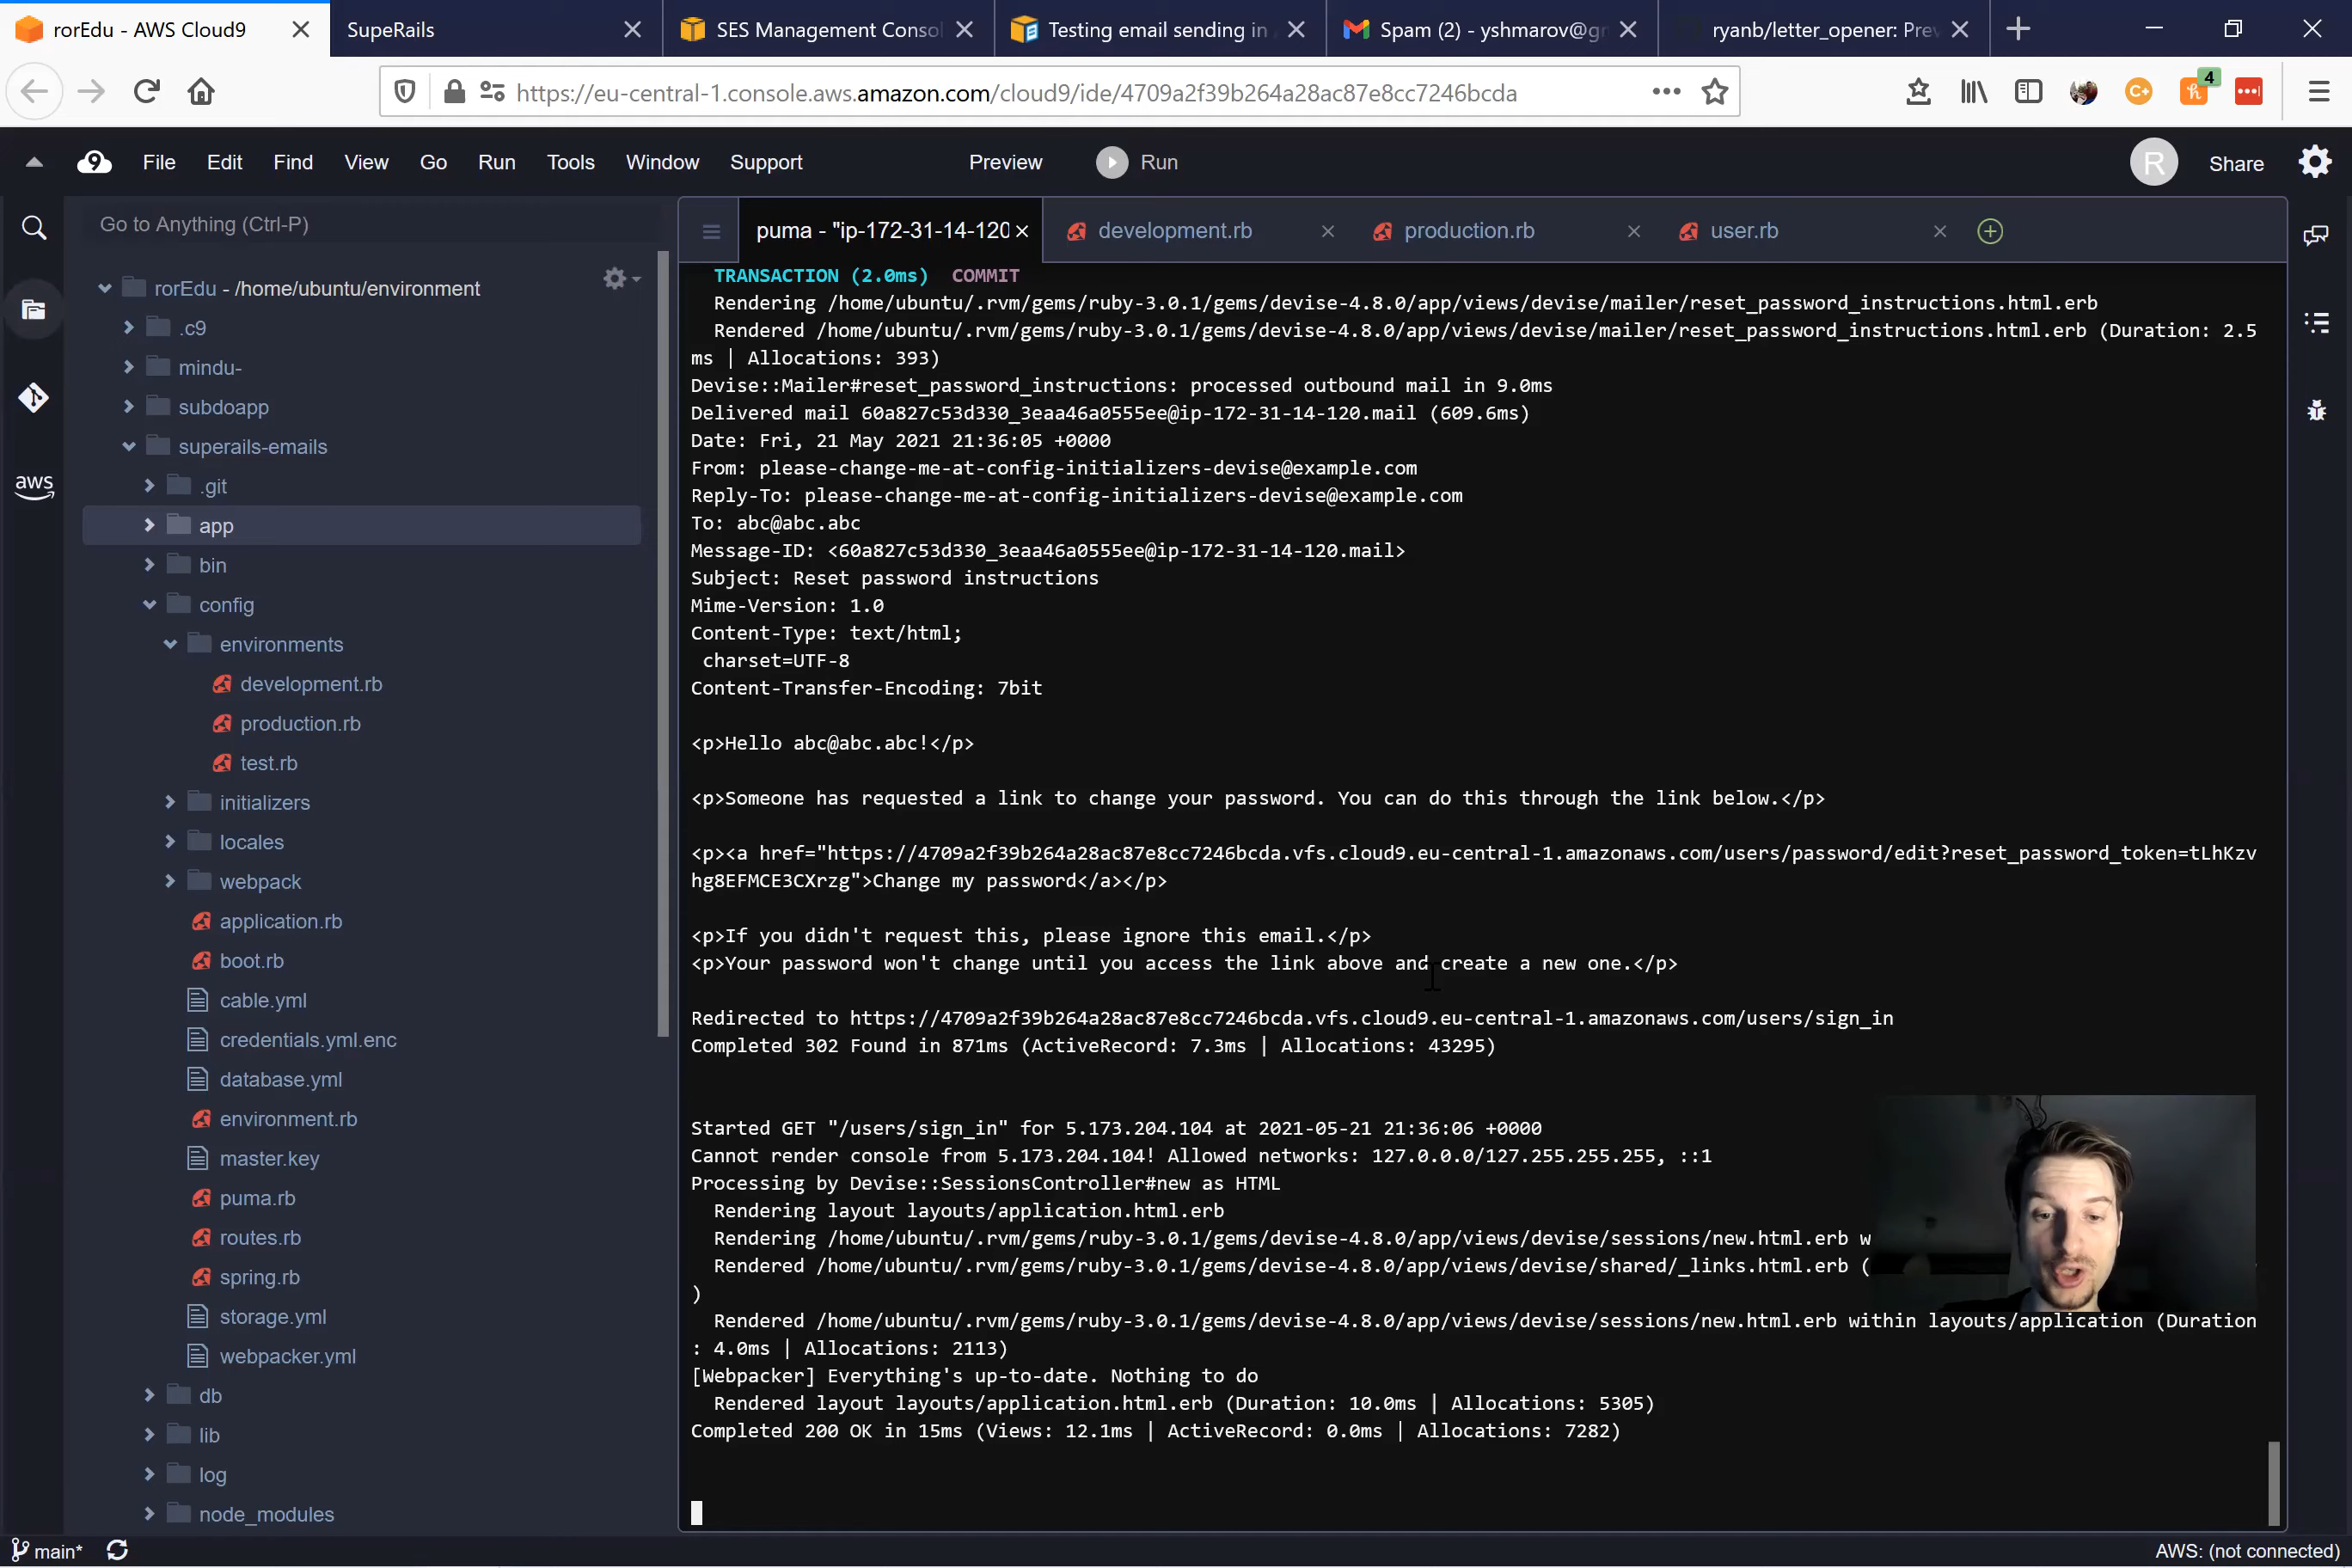 rorEdu - AWS Cloud9
SupeRails
SES Management Consol
Testing email sending in
Spam (2) - yshmarov@gm
ryanb/letter_opener: Prev
https://eu-central-1.console.aws.amazon.com/cloud9/ide/4709a2f39b264a28ac87e8cc7246bcda
4
File Edit Find View Go Run Tools Window Support Preview Run
R Share
Go to Anything (Ctrl-P)
puma - "ip-172-31-14-120
development.rb
production.rb
user.rb
rorEdu - /home/ubuntu/environment
.c9
mindu-
subdoapp
superails-emails
.git
app
bin
config
environments
development.rb
production.rb
test.rb
initializers
locales
webpack
application.rb
boot.rb
cable.yml
credentials.yml.enc
database.yml
environment.rb
master.key
puma.rb
routes.rb
spring.rb
storage.yml
webpacker.yml
db
lib
log
node_modules
aws
TRANSACTION (2.0ms) COMMIT
Rendering /home/ubuntu/.rvm/gems/ruby-3.0.1/gems/devise-4.8.0/app/views/devise/mailer/reset_password_instructions.html.erb
Rendered /home/ubuntu/.rvm/gems/ruby-3.0.1/gems/devise-4.8.0/app/views/devise/mailer/reset_password_instructions.html.erb (Duration: 2.5
ms | Allocations: 393)
Devise::Mailer#reset_password_instructions: processed outbound mail in 9.0ms
Delivered mail 60a827c53d330_3eaa46a0555ee@ip-172-31-14-120.mail (609.6ms)
Date: Fri, 21 May 2021 21:36:05 +0000
From: please-change-me-at-config-initializers-devise@example.com
Reply-To: please-change-me-at-config-initializers-devise@example.com
To: abc@abc.abc
Message-ID: <60a827c53d330_3eaa46a0555ee@ip-172-31-14-120.mail>
Subject: Reset password instructions
Mime-Version: 1.0
Content-Type: text/html;
charset=UTF-8
Content-Transfer-Encoding: 7bit
<p>Hello abc@abc.abc!</p>
<p>Someone has requested a link to change your password. You can do this through the link below.</p>
<p><a href="https://4709a2f39b264a28ac87e8cc7246bcda.vfs.cloud9.eu-central-1.amazonaws.com/users/password/edit?reset_password_token=tLhKzv
hg8EFMCE3CXrzg">Change my password</a></p>
<p>If you didn't request this, please ignore this email.</p>
<p>Your password won't change until you access the link above and create a new one.</p>
Redirected to https://4709a2f39b264a28ac87e8cc7246bcda.vfs.cloud9.eu-central-1.amazonaws.com/users/sign_in
Completed 302 Found in 871ms (ActiveRecord: 7.3ms | Allocations: 43295)
Started GET "/users/sign_in" for 5.173.204.104 at 2021-05-21 21:36:06 +0000
Cannot render console from 5.173.204.104! Allowed networks: 127.0.0.0/127.255.255.255, ::1
Processing by Devise::SessionsController#new as HTML
Rendering layout layouts/application.html.erb
Rendering /home/ubuntu/.rvm/gems/ruby-3.0.1/gems/devise-4.8.0/app/views/devise/sessions/new.html.erb w
Rendered /home/ubuntu/.rvm/gems/ruby-3.0.1/gems/devise-4.8.0/app/views/devise/shared/_links.html.erb (
)
Rendered /home/ubuntu/.rvm/gems/ruby-3.0.1/gems/devise-4.8.0/app/views/devise/sessions/new.html.erb within layouts/application (Duration
: 4.0ms | Allocations: 2113)
[Webpacker] Everything's up-to-date. Nothing to do
Rendered layout layouts/application.html.erb (Duration: 10.0ms | Allocations: 5305)
Completed 200 OK in 15ms (Views: 12.1ms | ActiveRecord: 0.0ms | Allocations: 7282)
main*
AWS: (not connected)